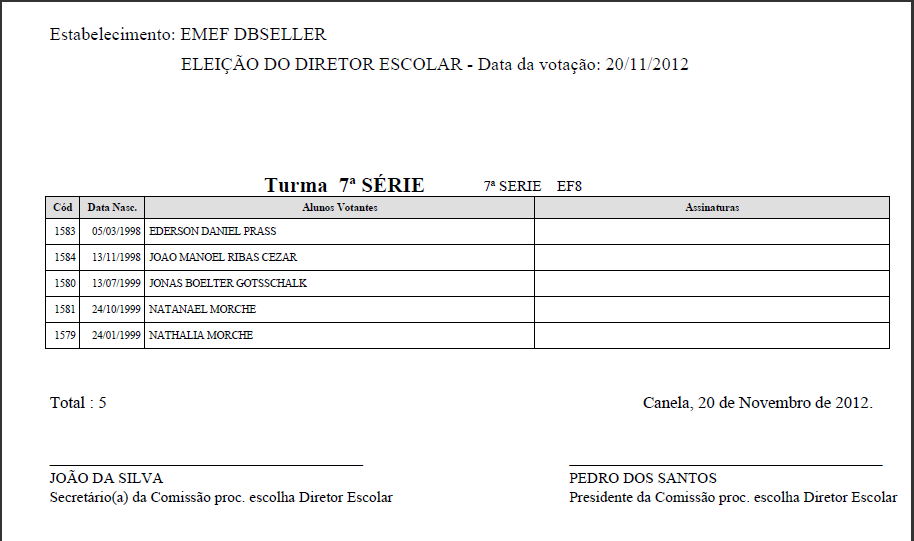 Estabelecimento: EMEF DBSELLER
ELEIÇÃO DO DIRETOR ESCOLAR - Data da votação: 20/11/2012
Turma 7ª SÉRIE 7ª SERIE EF8
Cód Data Nasc. Alunos Votantes Assinaturas
1583 05/03/1998 EDERSON DANIEL PRASS
1584 13/11/1998 JOAO MANOEL RIBAS CEZAR
1580 13/07/1999 JONAS BOELTER GOTSSCHALK
1581 24/10/1999 NATANAEL MORCHE
1579 24/01/1999 NATHALIA MORCHE
Total : 5 Canela, 20 de Novembro de 2012.
JOÃO DA SILVA PEDRO DOS SANTOS
Secretário(a) da Comissão proc. escolha Diretor Escolar Presidente da Comissão proc. escolha Diretor Escolar